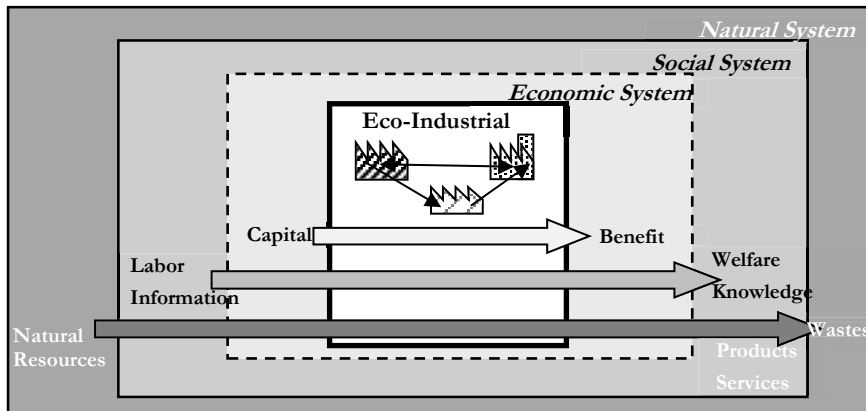 Natural System
Social System
Economic System
Eco-Industrial
Capital
Benefit
Labor
Information
Welfare
Knowledge
Natural
Resources
Wastes
Products
Services